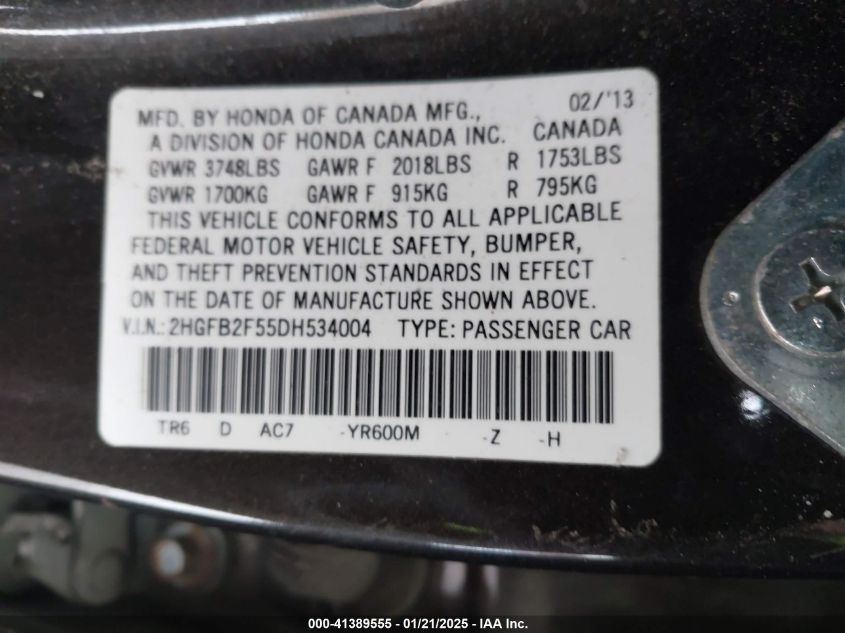 MFD. BY HONDA OF CANADA MFG., 02/'13
A DIVISION OF HONDA CANADA INC. CANADA
GVWR 3748LBS GAWR F 2018LBS R 1753LBS
GVWR 1700KG GAWR F 915KG R 795KG
THIS VEHICLE CONFORMS TO ALL APPLICABLE
FEDERAL MOTOR VEHICLE SAFETY, BUMPER,
AND THEFT PREVENTION STANDARDS IN EFFECT
ON THE DATE OF MANUFACTURE SHOWN ABOVE.
V.I.N.: 2HGFB2F55DH534004 TYPE: PASSENGER CAR
TR6 D AC7 -YR600M -Z -H
000-41389555 - 01/21/2025 - IAA Inc.